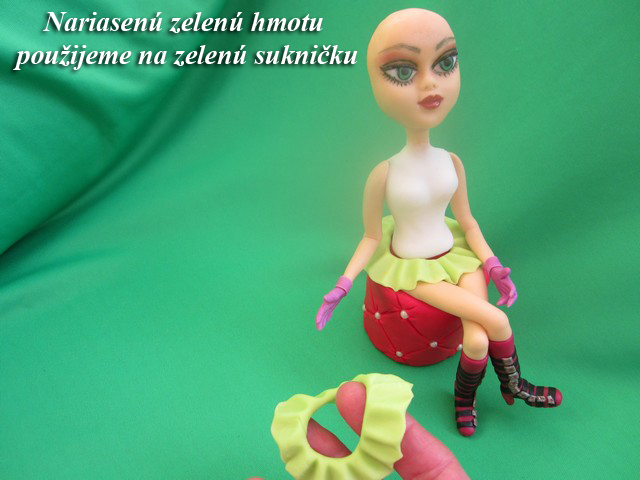 Nariasenú zelenú hmotu
použijeme na zelenú sukničku